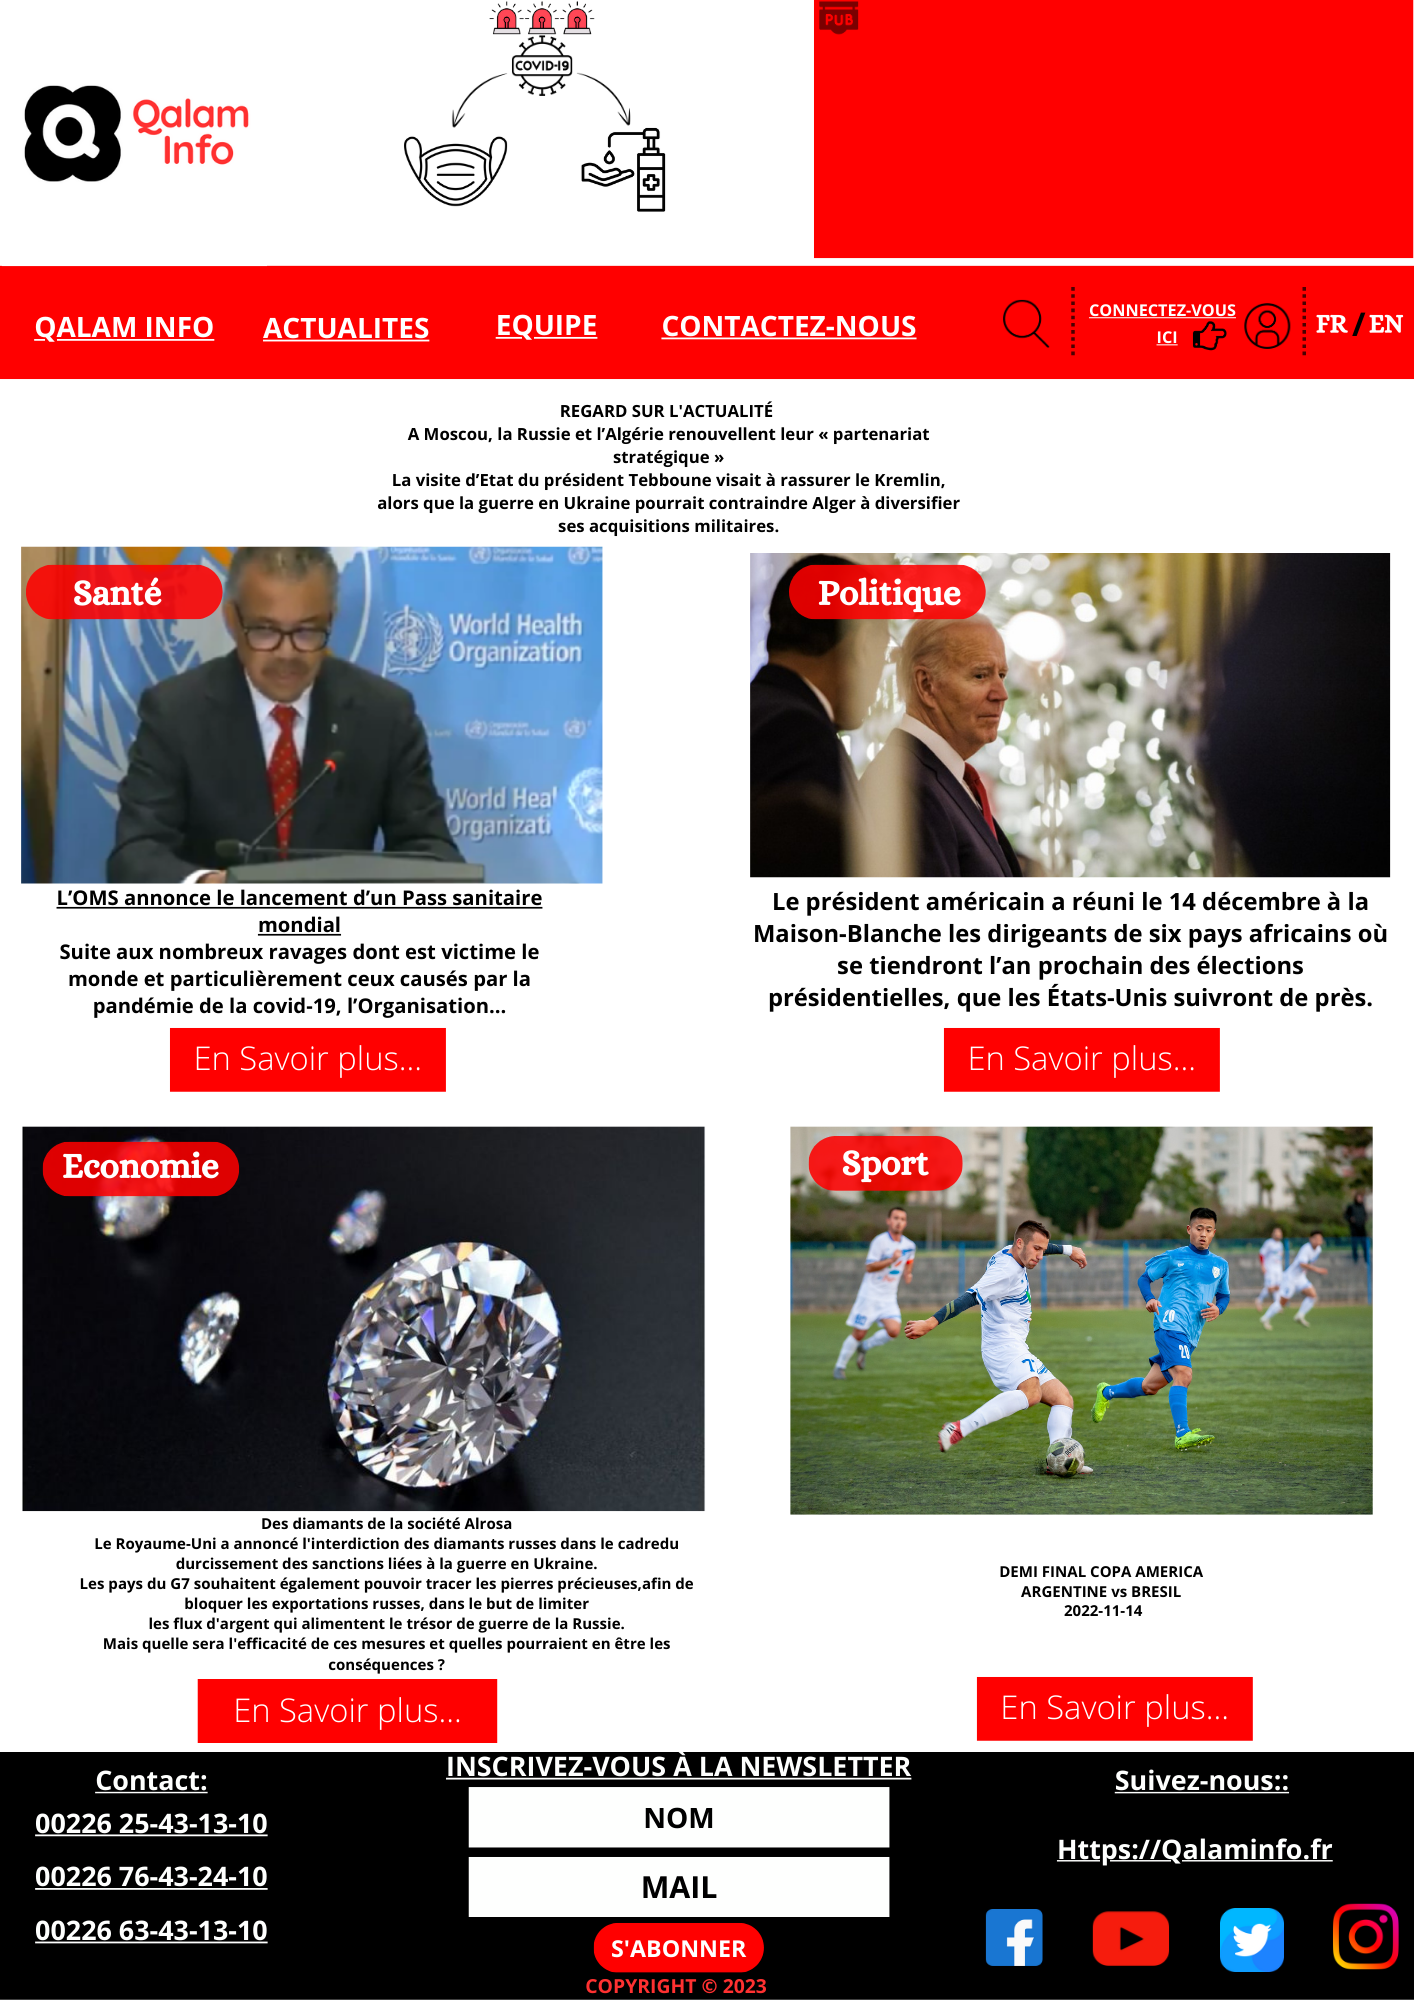 COVID-19
PUB
Qalam
Info
QALAM INFO
ACTUALITES
EQUIPE
CONTACTEZ-NOUS
CONNECTEZ-VOUS
ICI
FR / EN
REGARD SUR L'ACTUALITÉ
A Moscou, la Russie et l’Algérie renouvellent leur « partenariat
stratégique »
La visite d’Etat du président Tebboune visait à rassurer le Kremlin,
alors que la guerre en Ukraine pourrait contraindre Alger à diversifier
ses acquisitions militaires.
Santé
World Health
Organization
World Heal
Organizati
Politique
L’OMS annonce le lancement d’un Pass sanitaire
mondial
Suite aux nombreux ravages dont est victime le
monde et particulièrement ceux causés par la
pandémie de la covid-19, l’Organisation...
En Savoir plus...
Le président américain a réuni le 14 décembre à la
Maison-Blanche les dirigeants de six pays africains où
se tiendront l’an prochain des élections
présidentielles, que les États-Unis suivront de près.
En Savoir plus...
Economie
Sport
20
20
Des diamants de la société Alrosa
Le Royaume-Uni a annoncé l'interdiction des diamants russes dans le cadredu
durcissement des sanctions liées à la guerre en Ukraine.
Les pays du G7 souhaitent également pouvoir tracer les pierres précieuses,afin de
bloquer les exportations russes, dans le but de limiter
les flux d'argent qui alimentent le trésor de guerre de la Russie.
Mais quelle sera l'efficacité de ces mesures et quelles pourraient en être les
conséquences ?
En Savoir plus...
DEMI FINAL COPA AMERICA
ARGENTINE vs BRESIL
2022-11-14
En Savoir plus...
Contact:
00226 25-43-13-10
00226 76-43-24-10
00226 63-43-13-10
INSCRIVEZ-VOUS À LA NEWSLETTER
NOM
MAIL
S'ABONNER
COPYRIGHT © 2023
Suivez-nous::
Https://Qalaminfo.fr